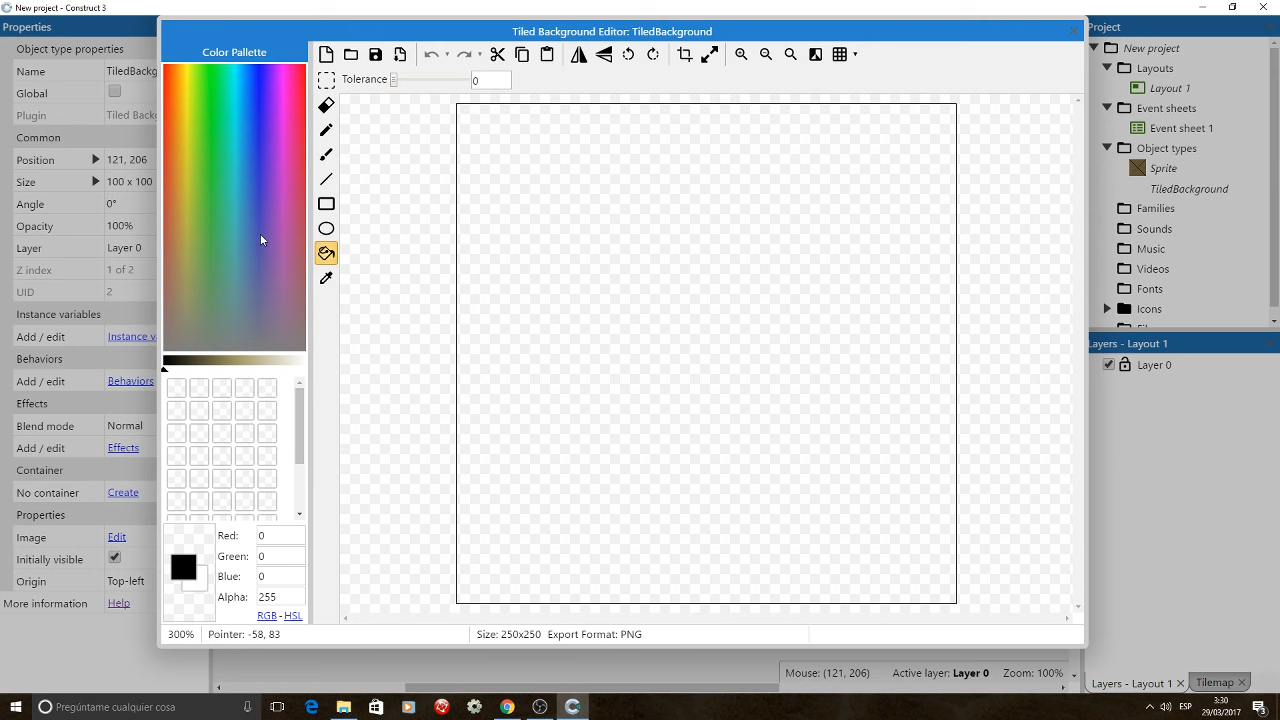 New project - Construct 3
Properties
Object type properties
Name TiledBackg
Global
Plugin Tiled Back
Common
Position 121, 206
Size 100 x 100
Angle 0°
Opacity 100%
Layer Layer 0
Z index 1 of 2
UID 2
Instance variables
Add / edit Instance v
Behaviors
Add / edit Behaviors
Effects
Blend mode Normal
Add / edit Effects
Container
No container Create
Properties
Image Edit
Initially visible
Origin Top-left
More information Help
Tiled Background Editor: TiledBackground
Color Pallette
Tolerance 0
Red: 0
Green: 0
Blue: 0
Alpha: 255
RGB - HSL
300% Pointer: -58, 83 Size: 250x250 Export Format: PNG
Mouse: (121, 206) Active layer: Layer 0 Zoom: 100%
Project
New project
Layouts
Layout 1
Event sheets
Event sheet 1
Object types
Sprite
TiledBackground
Families
Sounds
Music
Videos
Fonts
Icons
Layers - Layout 1
Layer 0
Layers - Layout 1 Tilemap
Pregúntame cualquier cosa
ESP
3:30
29/03/2017